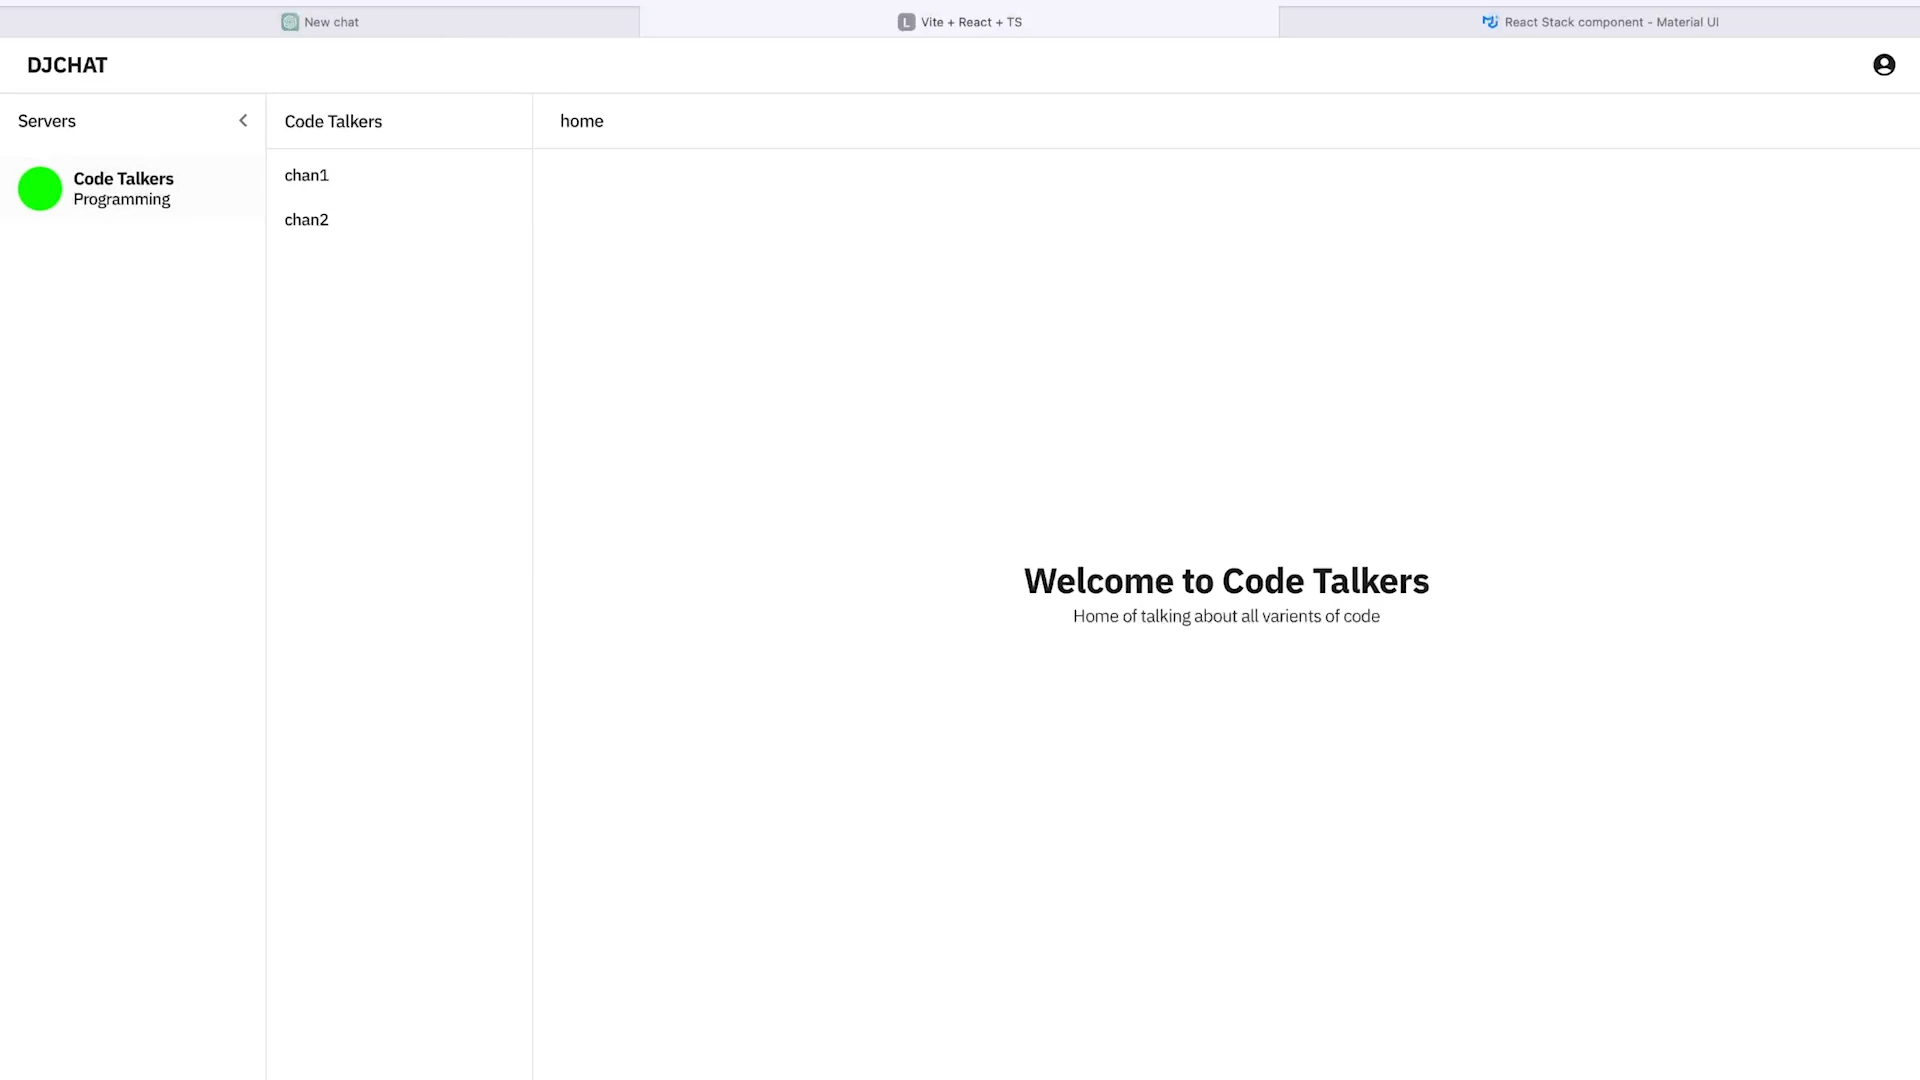 New chat
L Vite + React + TS
React Stack component - Material UI
DJCHAT
Servers
Code Talkers
home
Code Talkers
Programming
chan1
chan2
Welcome to Code Talkers
Home of talking about all varients of code